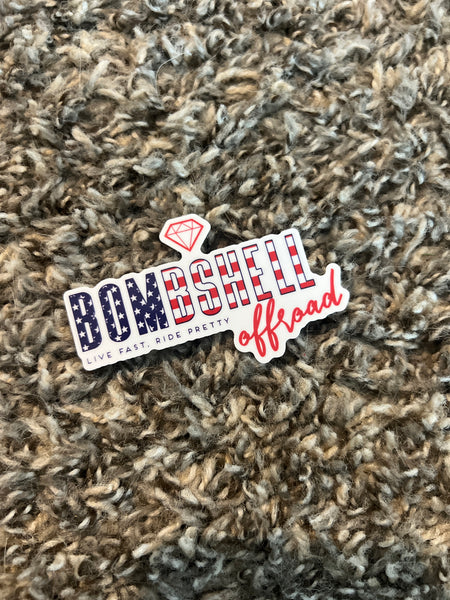 BOMBSHELL
offroad
LIVE FAST, RIDE PRETTY